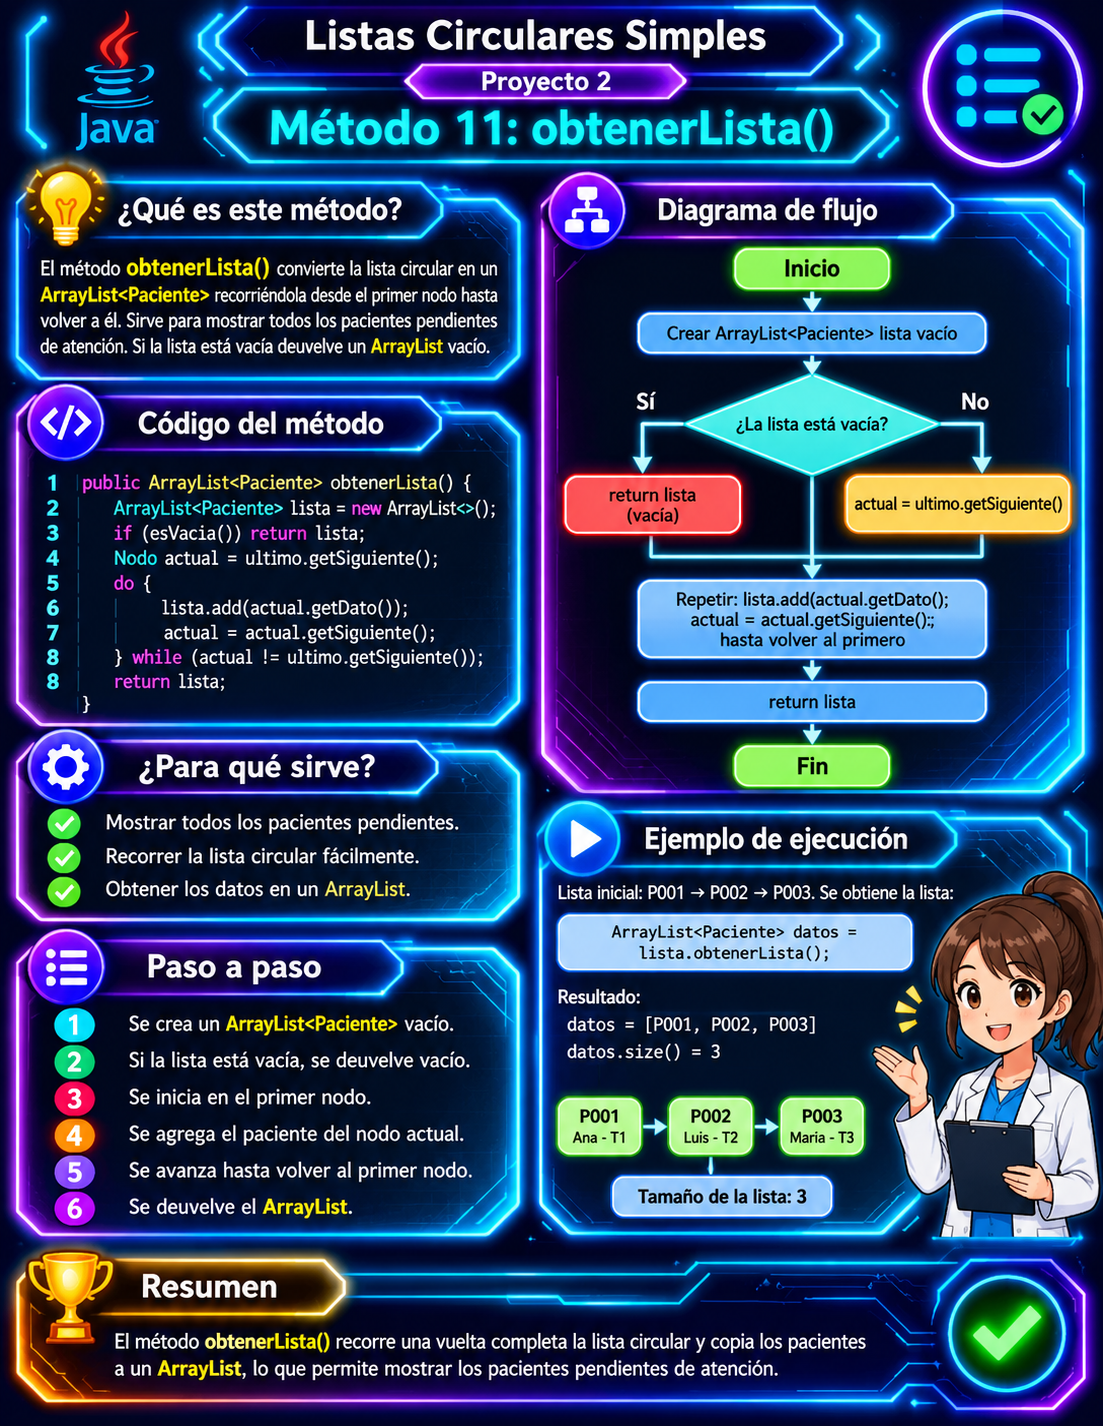 Java
Listas Circulares Simples
Proyecto 2
Método 11: obtenerLista()
¿Qué es este método?
El método obtenerLista() convierte la lista circular en un
ArrayList<Paciente> recorriéndola desde el primer nodo hasta
volver a él. Sirve para mostrar todos los pacientes pendientes
de atención. Si la lista está vacía deuvelve un ArrayList vacío.
Código del método
1 public ArrayList<Paciente> obtenerLista() {
2 ArrayList<Paciente> lista = new ArrayList<>();
3 if (esVacia()) return lista;
4 Nodo actual = ultimo.getSiguiente();
5 do {
6 lista.add(actual.getDato());
7 actual = actual.getSiguiente();
8 } while (actual != ultimo.getSiguiente());
8 return lista;
}
¿Para qué sirve?
Mostrar todos los pacientes pendientes.
Recorrer la lista circular fácilmente.
Obtener los datos en un ArrayList.
Paso a paso
1 Se crea un ArrayList<Paciente> vacío.
2 Si la lista está vacía, se deuvelve vacío.
3 Se inicia en el primer nodo.
4 Se agrega el paciente del nodo actual.
5 Se avanza hasta volver al primer nodo.
6 Se deuvelve el ArrayList.
Diagrama de flujo
Inicio
Crear ArrayList<Paciente> lista vacío
Sí
No
¿La lista está vacía?
return lista
(vacía)
actual = ultimo.getSiguiente()
Repetir: lista.add(actual.getDato();
actual = actual.getSiguiente():;
hasta volver al primero
return lista
Fin
Ejemplo de ejecución
Lista inicial: P001 → P002 → P003. Se obtiene la lista:
ArrayList<Paciente> datos =
lista.obtenerLista();
Resultado:
datos = [P001, P002, P003]
datos.size() = 3
P001
Ana - T1
P002
Luis - T2
P003
Maria - T3
Tamaño de la lista: 3
Resumen
El método obtenerLista() recorre una vuelta completa la lista circular y copia los pacientes
a un ArrayList, lo que permite mostrar los pacientes pendientes de atención.